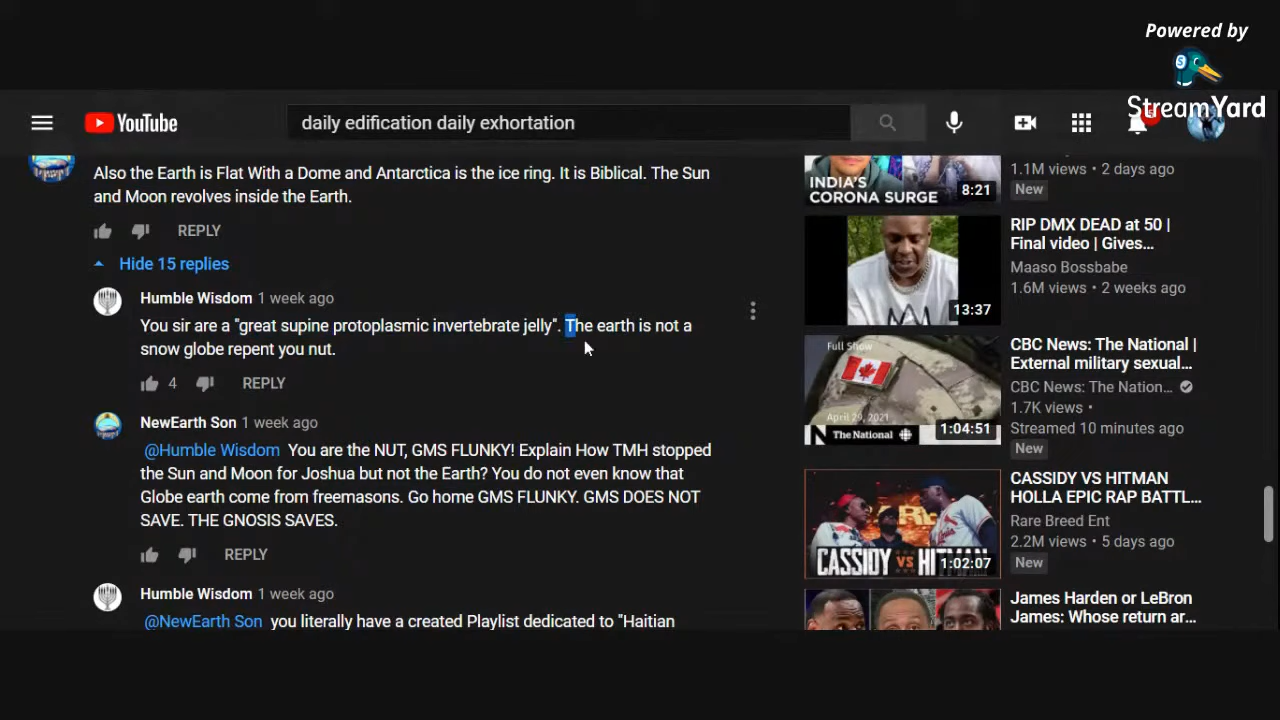 Powered by
StreamYard
YouTube
daily edification daily exhortation
Also the Earth is Flat With a Dome and Antarctica is the ice ring. It is Biblical. The Sun
and Moon revolves inside the Earth.
REPLY
Hide 15 replies
Humble Wisdom 1 week ago
You sir are a "great supine protoplasmic invertebrate jelly". The earth is not a
snow globe repent you nut.
4 REPLY
NewEarth Son 1 week ago
@Humble Wisdom You are the NUT, GMS FLUNKY! Explain How TMH stopped
the Sun and Moon for Joshua but not the Earth? You do not even know that
Globe earth come from freemasons. Go home GMS FLUNKY. GMS DOES NOT
SAVE. THE GNOSIS SAVES.
REPLY
Humble Wisdom 1 week ago
@NewEarth Son you literally have a created Playlist dedicated to "Haitian
INDIA'S
CORONA SURGE
8:21
1.1M views • 2 days ago
New
13:37
RIP DMX DEAD at 50 |
Final video | Gives...
Maaso Bossbabe
1.6M views • 2 weeks ago
Full Show
April 29, 2021
The National
1:04:51
CBC News: The National |
External military sexual...
CBC News: The Nation...
1.7K views •
Streamed 10 minutes ago
New
CASSIDY VS HITMAN
1:02:07
CASSIDY VS HITMAN
HOLLA EPIC RAP BATTL...
Rare Breed Ent
2.2M views • 5 days ago
New
James Harden or LeBron
James: Whose return ar...